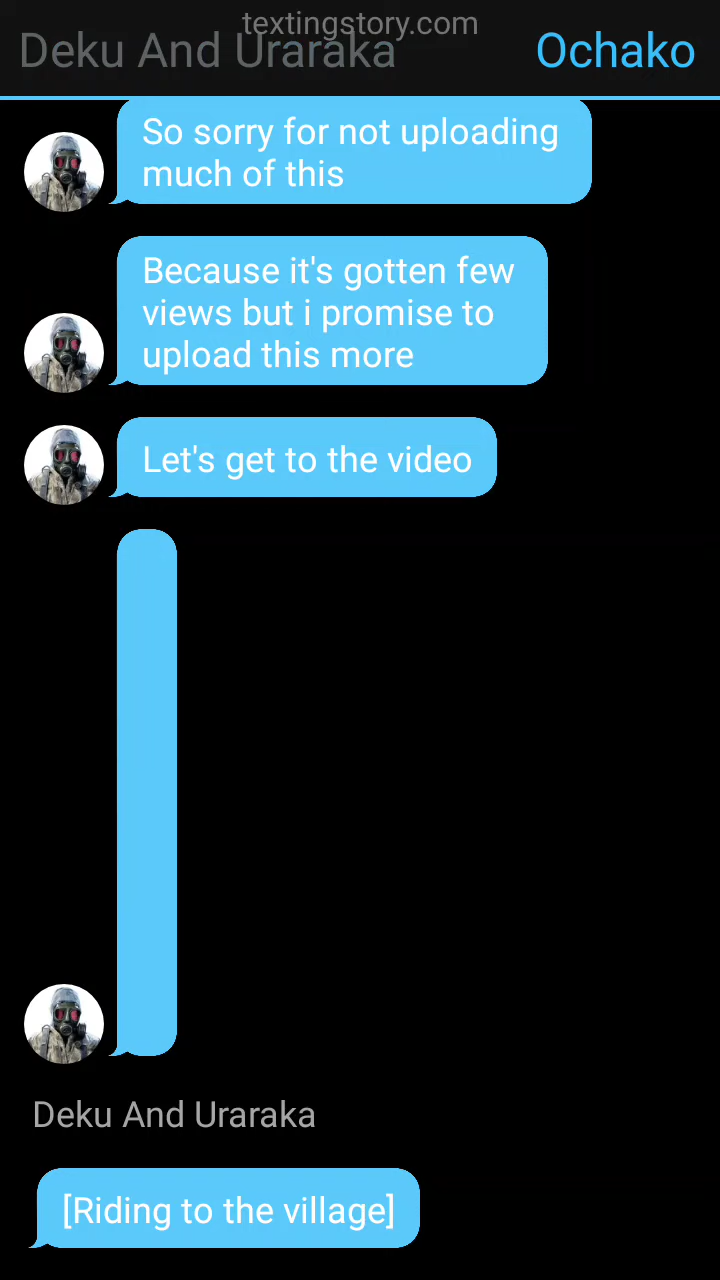 textingstory.com
Deku And Uraraka
Ochako
So sorry for not uploading
much of this
Because it's gotten few
views but i promise to
upload this more
Let's get to the video
Deku And Uraraka
[Riding to the village]